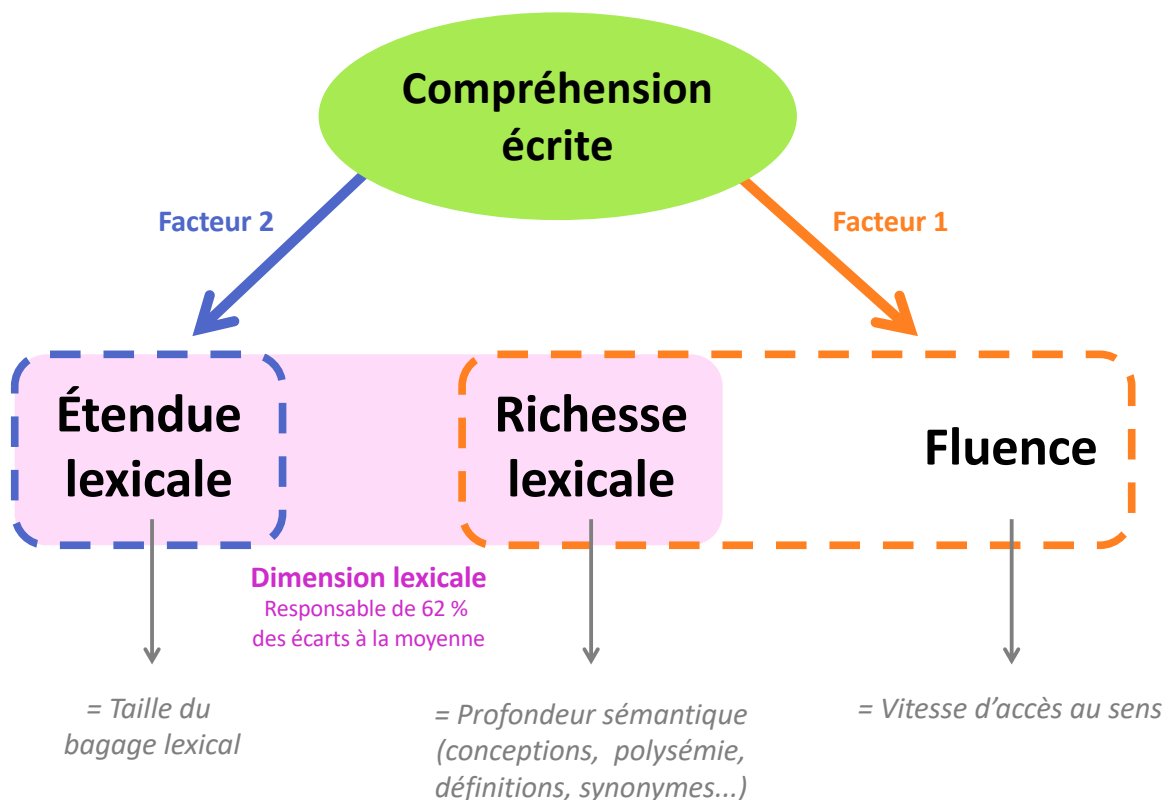 Compréhension
écrite
Facteur 2
Facteur 1
Étendue
lexicale
Richesse
lexicale
Fluence
Dimension lexicale
Responsable de 62 %
des écarts à la moyenne
= Taille du
bagage lexical
= Profondeur sémantique
(conceptions, polysémie,
définitions, synonymes...)
= Vitesse d’accès au sens